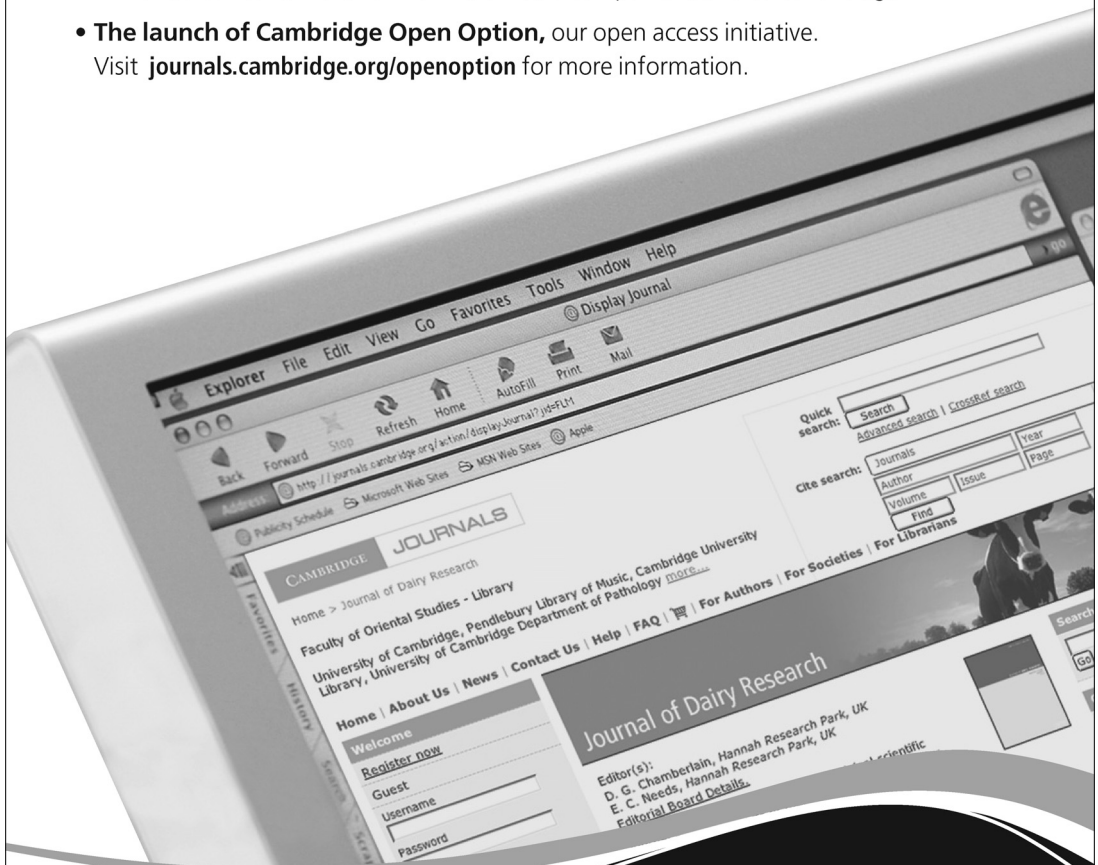 • The launch of Cambridge Open Option, our open access initiative.
Visit journals.cambridge.org/openoption for more information.
Explorer File Edit View Go Favorites Tools Window Help
Display Journal
Back Forward Stop Refresh Home AutoFill Print Mail
Address: http://journals.cambridge.org/action/displayJournal?jid=FLM
go
Publicity Schedule Microsoft Web Sites MSN Web Sites Apple
CAMBRIDGE JOURNALS
Quick search:
Search
Advanced search | CrossRef search
Cite search:
Journals Year
Author
Volume Issue Page
Find
Home > Journal of Dairy Research
Faculty of Oriental Studies - Library
University of Cambridge, Pendlebury Library of Music, Cambridge University
Library, University of Cambridge Department of Pathology more...
Home | About Us | News | Contact Us | Help | FAQ | For Authors | For Societies | For Librarians
Favorites
History
Search
Welcome
Register now
Guest
Username
Password
Journal of Dairy Research
Editor(s):
D. G. Chamberlain, Hannah Research Park, UK
E. C. Needs, Hannah Research Park, UK
Editorial Board Details.
scientific
Search
Go